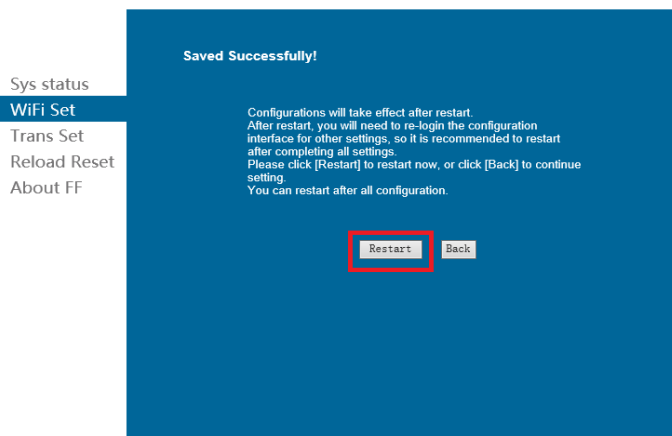 Saved Successfully!
Sys status
WiFi Set
Trans Set
Reload Reset
About FF
Configurations will take effect after restart.
After restart, you will need to re-login the configuration
interface for other settings, so it is recommended to restart
after completing all settings.
Please click [Restart] to restart now, or click [Back] to continue
setting.
You can restart after all configuration.
Restart
Back